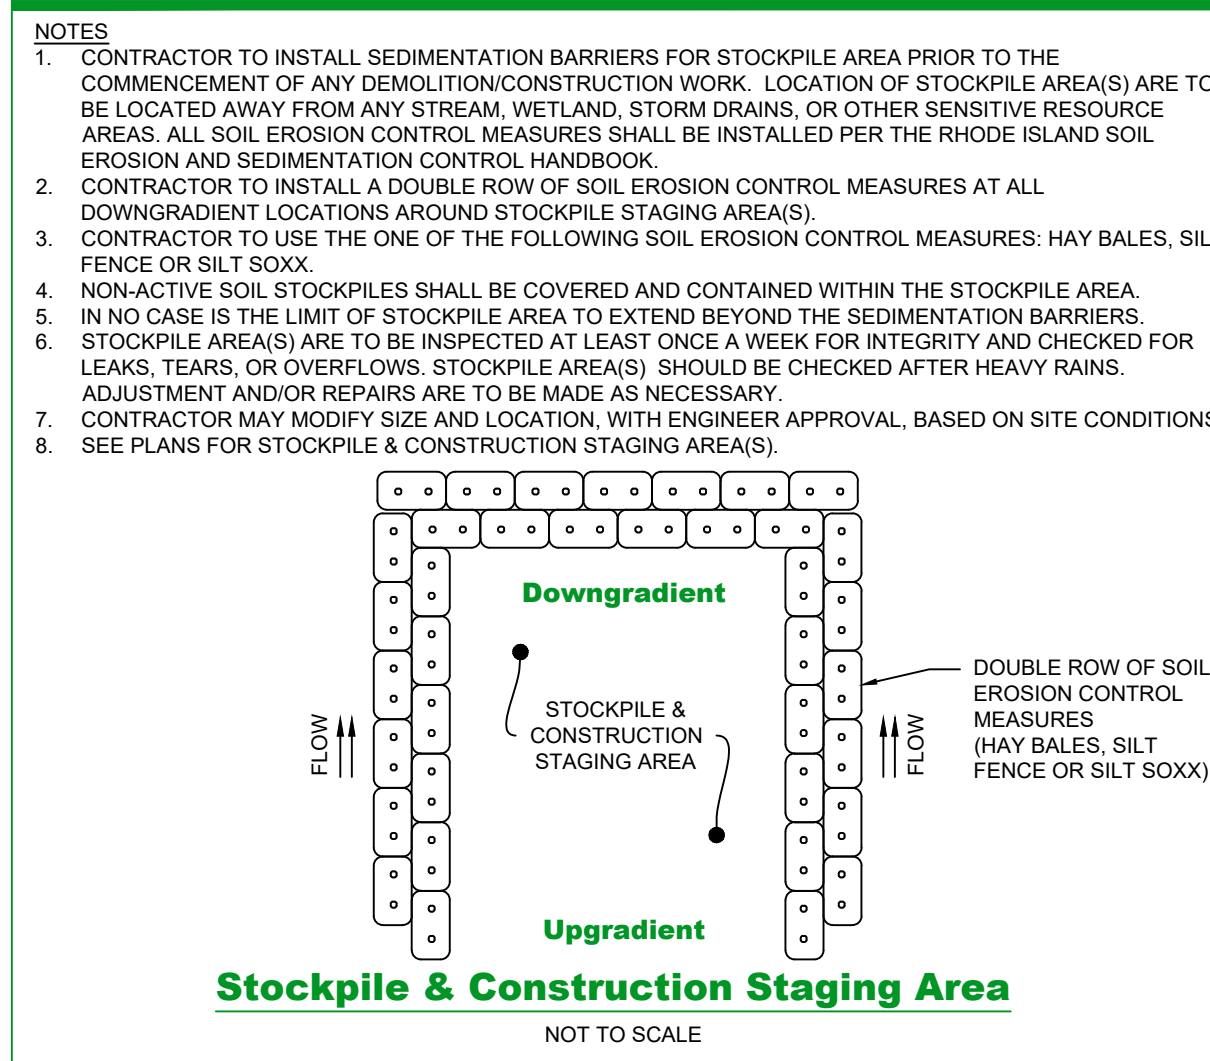 NOTES
1. CONTRACTOR TO INSTALL SEDIMENTATION BARRIERS FOR STOCKPILE AREA PRIOR TO THE
COMMENCEMENT OF ANY DEMOLITION/CONSTRUCTION WORK. LOCATION OF STOCKPILE AREA(S) ARE TO
BE LOCATED AWAY FROM ANY STREAM, WETLAND, STORM DRAINS, OR OTHER SENSITIVE RESOURCE
AREAS. ALL SOIL EROSION CONTROL MEASURES SHALL BE INSTALLED PER THE RHODE ISLAND SOIL
EROSION AND SEDIMENTATION CONTROL HANDBOOK.
2. CONTRACTOR TO INSTALL A DOUBLE ROW OF SOIL EROSION CONTROL MEASURES AT ALL
DOWNGRADIENT LOCATIONS AROUND STOCKPILE STAGING AREA(S).
3. CONTRACTOR TO USE THE ONE OF THE FOLLOWING SOIL EROSION CONTROL MEASURES: HAY BALES, SIL
FENCE OR SILT SOXX.
4. NON-ACTIVE SOIL STOCKPILES SHALL BE COVERED AND CONTAINED WITHIN THE STOCKPILE AREA.
5. IN NO CASE IS THE LIMIT OF STOCKPILE AREA TO EXTEND BEYOND THE SEDIMENTATION BARRIERS.
6. STOCKPILE AREA(S) ARE TO BE INSPECTED AT LEAST ONCE A WEEK FOR INTEGRITY AND CHECKED FOR
LEAKS, TEARS, OR OVERFLOWS. STOCKPILE AREA(S) SHOULD BE CHECKED AFTER HEAVY RAINS.
ADJUSTMENT AND/OR REPAIRS ARE TO BE MADE AS NECESSARY.
7. CONTRACTOR MAY MODIFY SIZE AND LOCATION, WITH ENGINEER APPROVAL, BASED ON SITE CONDITIONS
8. SEE PLANS FOR STOCKPILE & CONSTRUCTION STAGING AREA(S).
Downgradient
STOCKPILE &
CONSTRUCTION
STAGING AREA
FLOW
FLOW
DOUBLE ROW OF SOIL
EROSION CONTROL
MEASURES
(HAY BALES, SILT
FENCE OR SILT SOXX)
Upgradient
Stockpile & Construction Staging Area
NOT TO SCALE